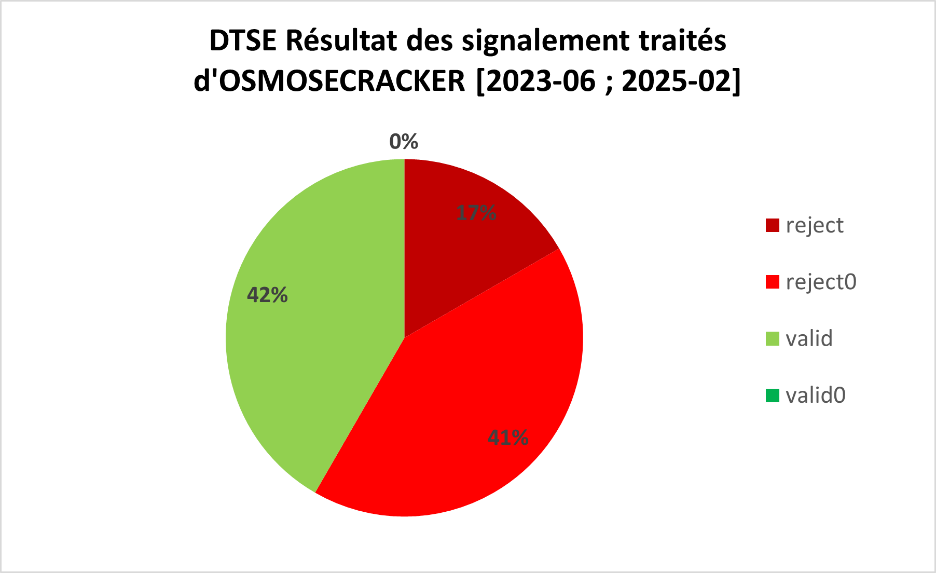 DTSE Résultat des signalement traités
d'OSMOSECRACKER [2023-06 ; 2025-02]
0%
17%
42%
41%
reject
reject0
valid
valid0